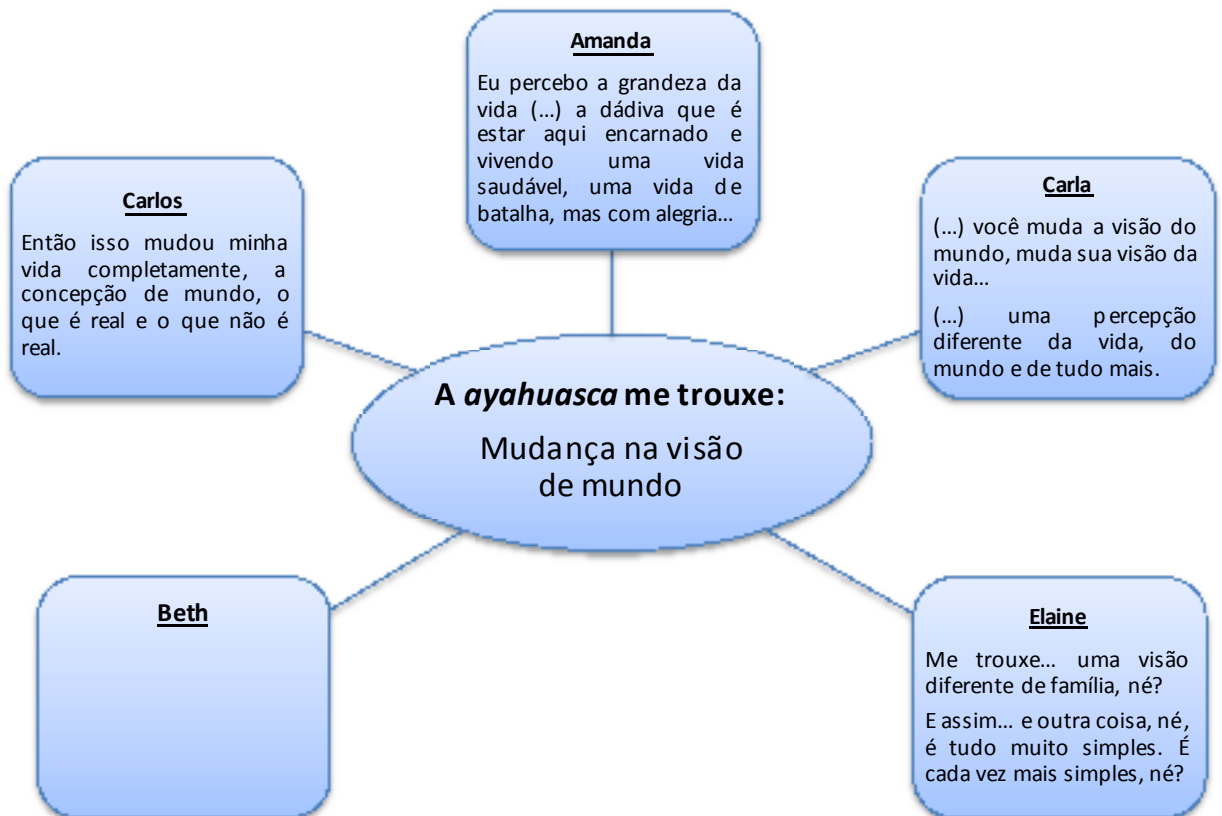 Amanda
Eu percebo a grandeza da
vida (...) a dádiva que é
estar aqui encarnado e
vivendo uma vida
saudável, uma vida de
batalha, mas com alegria...
Carlos
Então isso mudou minha
vida completamente, a
concepção de mundo, o
que é real e o que não é
real.
Carla
(...) você muda a visão do
mundo, muda sua visão da
vida...
(...) uma percepção
diferente da vida, do
mundo e de tudo mais.
A ayahuasca me trouxe:
Mudança na visão
de mundo
Beth
Elaine
Me trouxe... uma visão
diferente de família, né?
E assim... e outra coisa, né,
é tudo muito simples. É
cada vez mais simples, né?